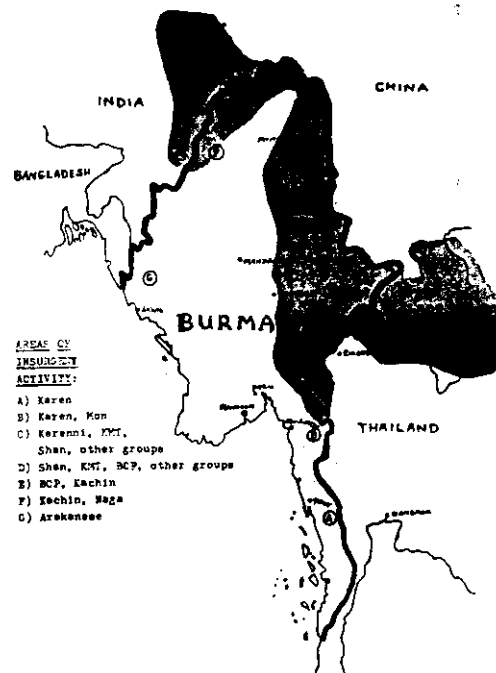 INDIA
CHINA
BANGLADESH
F
G
BURMA
AREAS OF
INSURGENT
ACTIVITY:
A) Karen
B) Karen, Mon
C) Karenni, KMT,
Shan, other groups
D) Shan, KMT, BCP, other groups
E) BCP, Kachin
F) Kachin, Naga
G) Arakanese
THAILAND
B
A